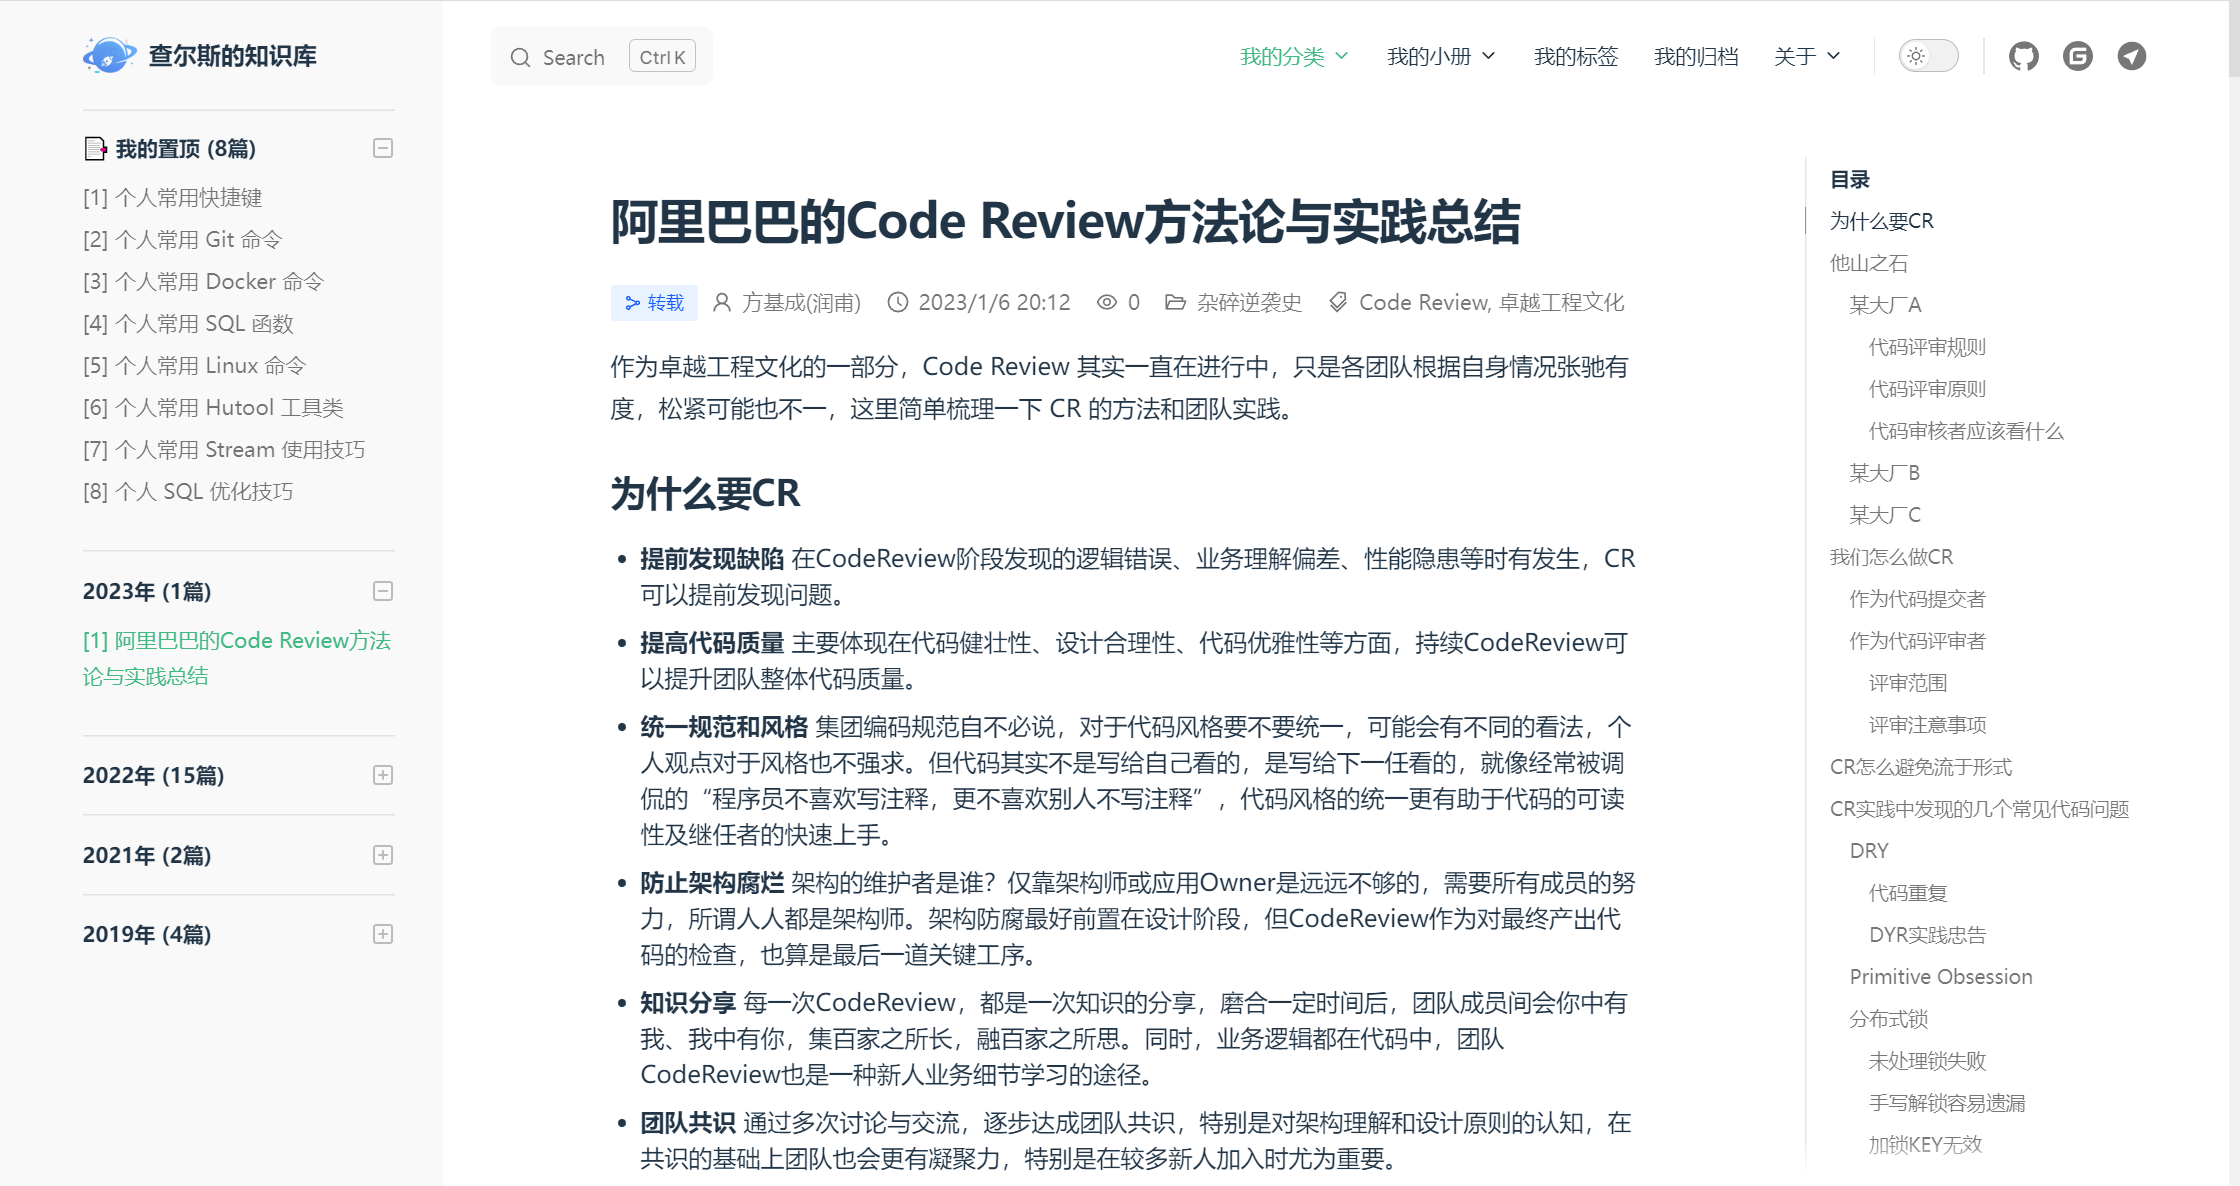 查尔斯的知识库
我的置顶 (8篇)
[1] 个人常用快捷键
[2] 个人常用 Git 命令
[3] 个人常用 Docker 命令
[4] 个人常用 SQL 函数
[5] 个人常用 Linux 命令
[6] 个人常用 Hutool 工具类
[7] 个人常用 Stream 使用技巧
[8] 个人 SQL 优化技巧
2023年 (1篇)
[1] 阿里巴巴的Code Review方法
论与实践总结
2022年 (15篇)
2021年 (2篇)
2019年 (4篇)
Search Ctrl K
我的分类 我的小册 我的标签 我的归档 关于
阿里巴巴的Code Review方法论与实践总结
转载 方基成(润甫) 2023/1/6 20:12 0 杂碎逆袭史 Code Review, 卓越工程文化
作为卓越工程文化的一部分，Code Review 其实一直在进行中，只是各团队根据自身情况张驰有
度，松紧可能也不一，这里简单梳理一下 CR 的方法和团队实践。
为什么要CR
提前发现缺陷 在CodeReview阶段发现的逻辑错误、业务理解偏差、性能隐患等时有发生，CR
可以提前发现问题。
提高代码质量 主要体现在代码健壮性、设计合理性、代码优雅性等方面，持续CodeReview可
以提升团队整体代码质量。
统一规范和风格 集团编码规范自不必说，对于代码风格要不要统一，可能会有不同的看法，个
人观点对于风格也不强求。但代码其实不是写给自己看的，是写给下一任看的，就像经常被调
侃的“程序员不喜欢写注释，更不喜欢别人不写注释”，代码风格的统一更有助于代码的可读
性及继任者的快速上手。
防止架构腐烂 架构的维护者是谁？仅靠架构师或应用Owner是远远不够的，需要所有成员的努
力，所谓人人都是架构师。架构防腐最好前置在设计阶段，但CodeReview作为对最终产出代
码的检查，也算是最后一道关键工序。
知识分享 每一次CodeReview，都是一次知识的分享，磨合一定时间后，团队成员间会你中有
我、我中有你，集百家之所长，融百家之所思。同时，业务逻辑都在代码中，团队
CodeReview也是一种新人业务细节学习的途径。
团队共识 通过多次讨论与交流，逐步达成团队共识，特别是对架构理解和设计原则的认知，在
共识的基础上团队也会更有凝聚力，特别是在较多新人加入时尤为重要。
目录
为什么要CR
他山之石
某大厂A
代码评审规则
代码评审原则
代码审核者应该看什么
某大厂B
某大厂C
我们怎么做CR
作为代码提交者
作为代码评审者
评审范围
评审注意事项
CR怎么避免流于形式
CR实践中发现的几个常见代码问题
DRY
代码重复
DYR实践忠告
Primitive Obsession
分布式锁
未处理锁失败
手写解锁容易遗漏
加锁KEY无效